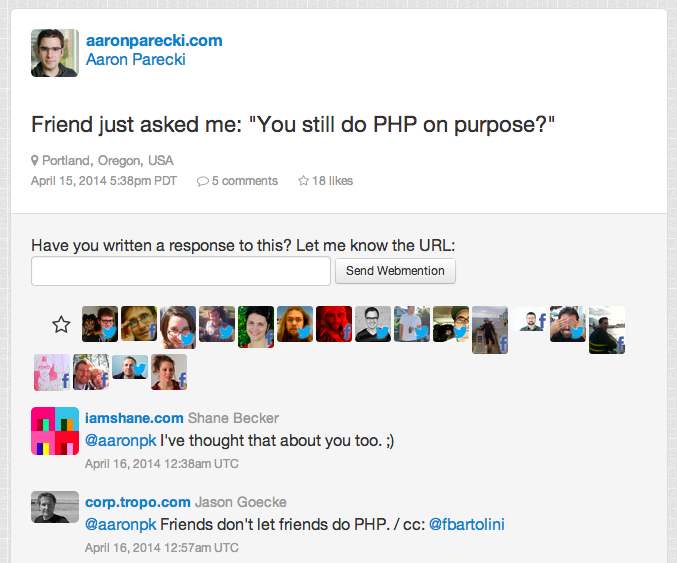 aaronparecki.com
Aaron Parecki
Friend just asked me: "You still do PHP on purpose?"
Portland, Oregon, USA
April 15, 2014 5:38pm PDT 5 comments 18 likes
Have you written a response to this? Let me know the URL:
Send Webmention
iamshane.com Shane Becker
@aaronpk I've thought that about you too. ;)
April 16, 2014 12:38am UTC
corp.tropo.com Jason Goecke
@aaronpk Friends don't let friends do PHP. / cc: @fbartolini
April 16, 2014 12:57am UTC